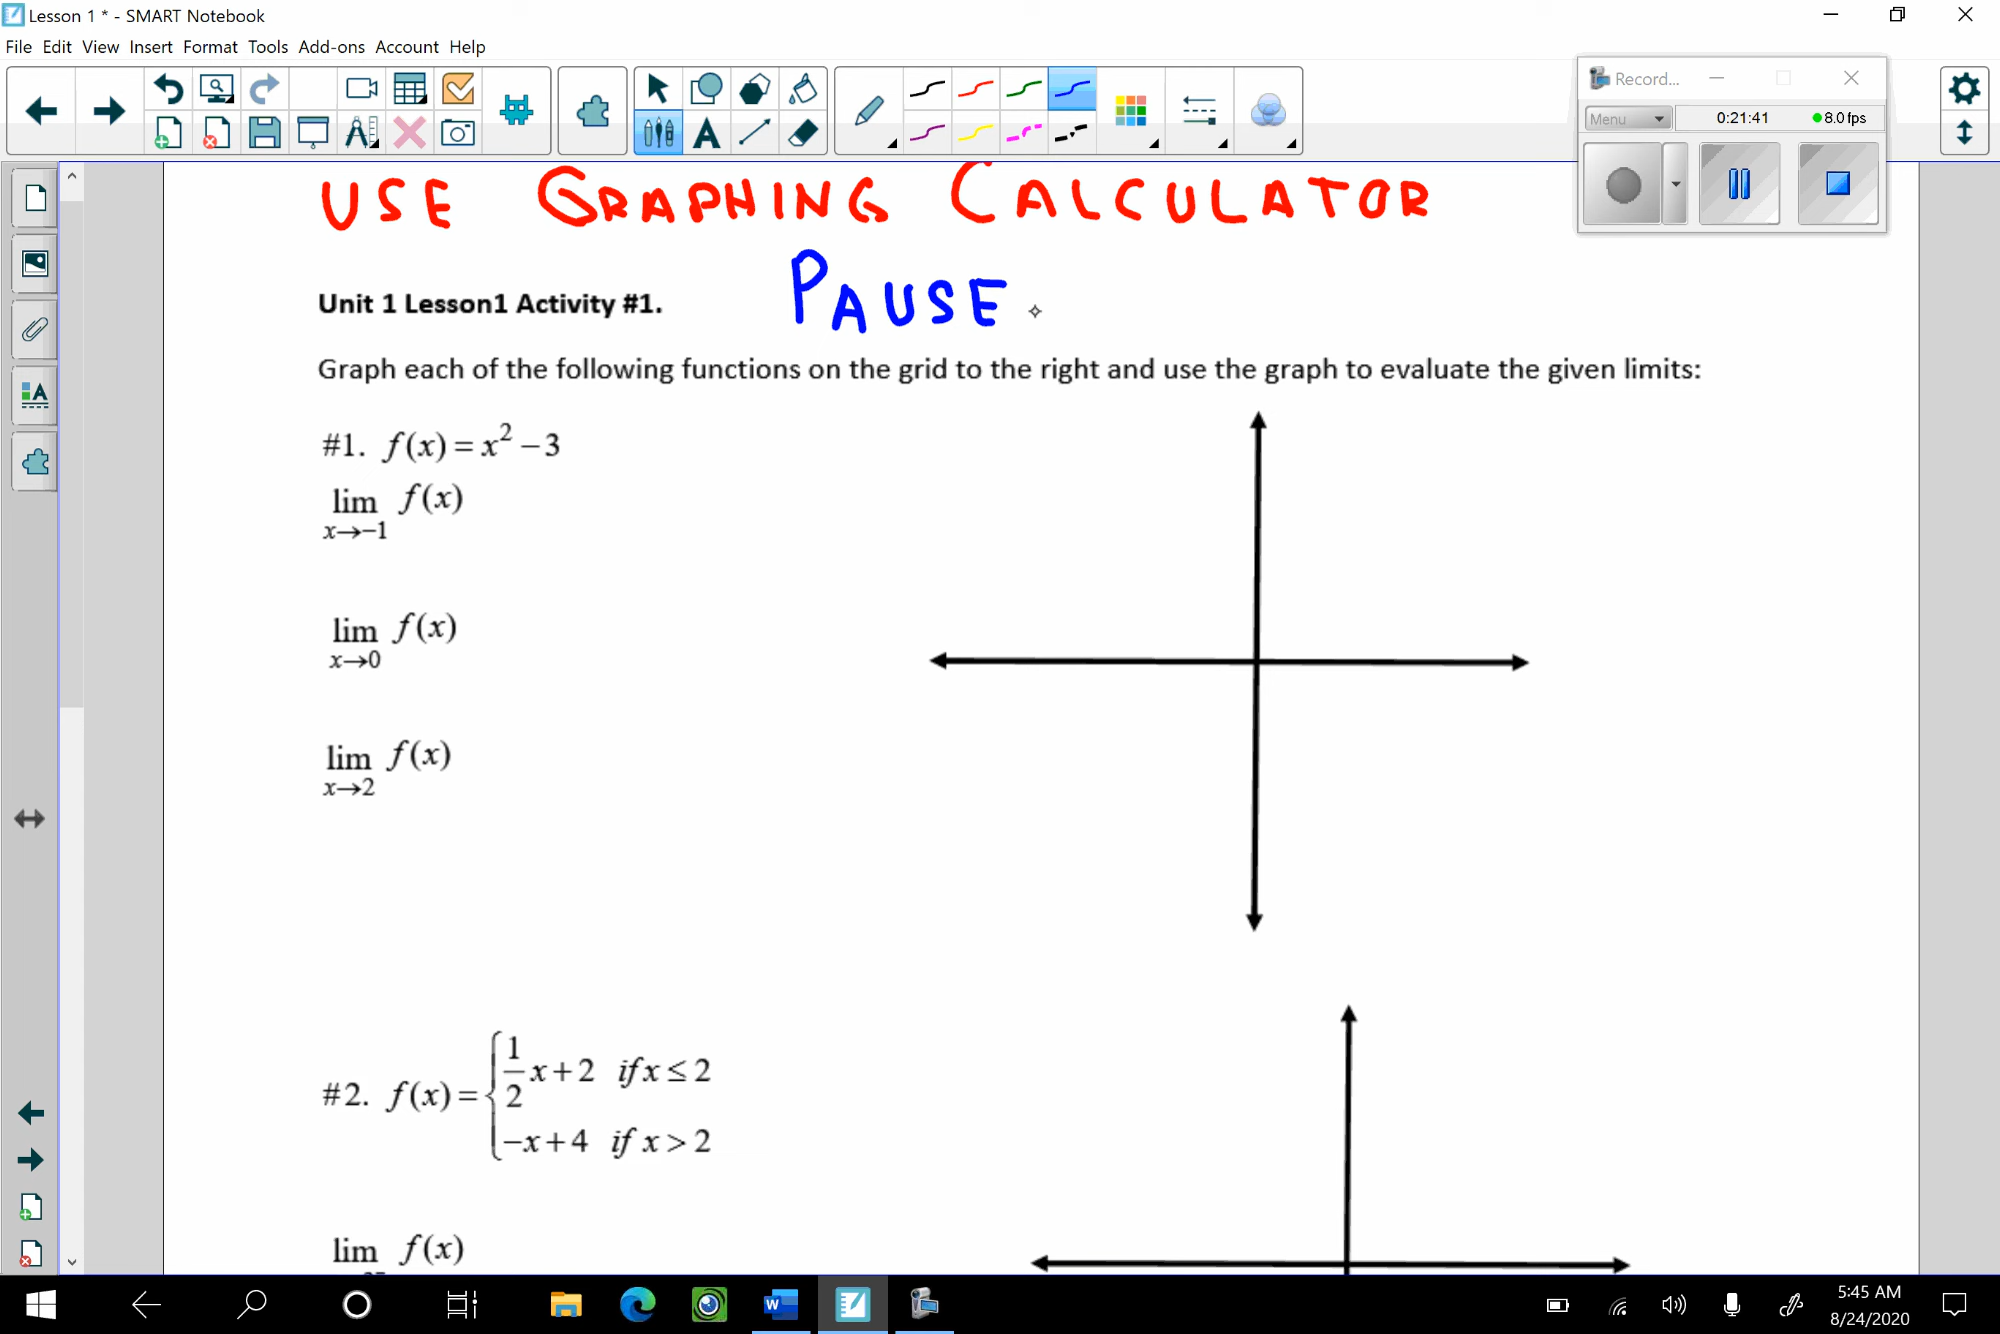 Lesson 1 * - SMART Notebook
File Edit View Insert Format Tools Add-ons Account Help
Record...
Menu 0:21:41 8.0 fps
USE GRAPHING CALCULATOR
PAUSE
Unit 1 Lesson1 Activity #1.
Graph each of the following functions on the grid to the right and use the graph to evaluate the given limits:
#1. f(x) = x² − 3
lim f(x)
x→−1
lim f(x)
x→0
lim f(x)
x→2
#2. f(x) = { 1/2 x + 2 if x ≤ 2
−x + 4 if x > 2
lim f(x)
5:45 AM
8/24/2020